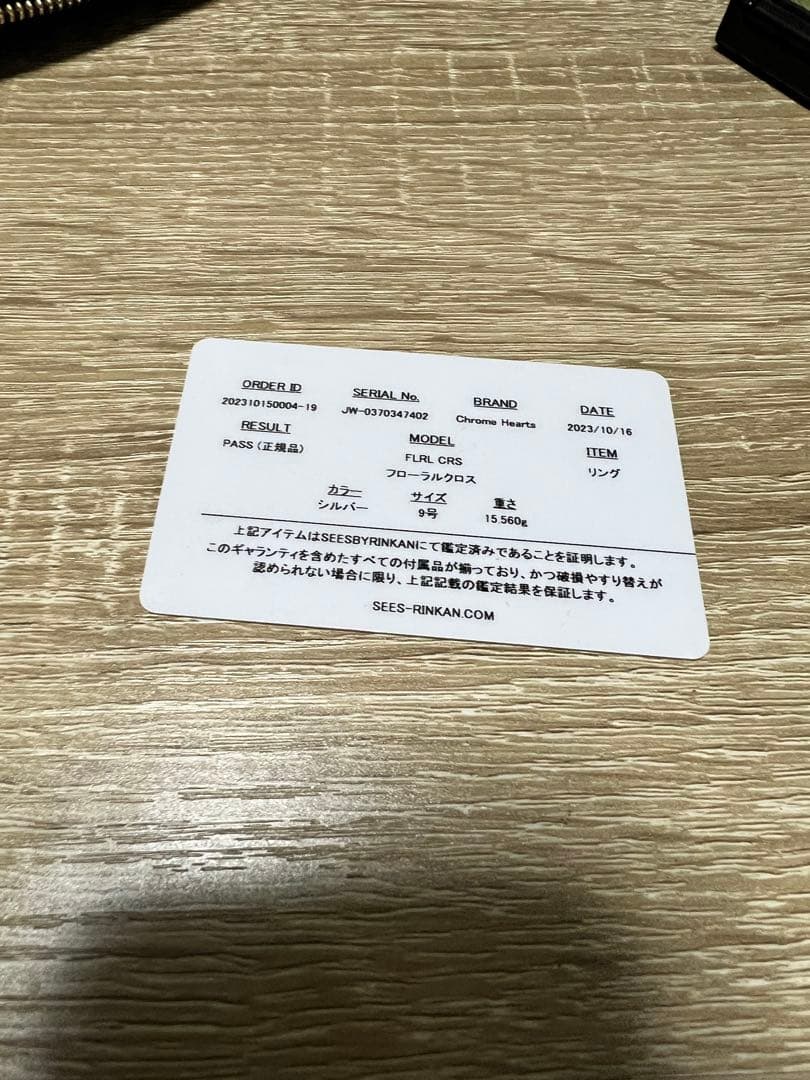 ORDER ID SERIAL No. BRAND DATE
202310150004-19 JW-0370347402 Chrome Hearts 2023/10/16
RESULT MODEL ITEM
PASS(正規品) FLRL CRS リング
フローラルクロス
カラー サイズ 重さ
シルバー 9号 15.560g
上記アイテムはSEESBYRINKANにて鑑定済みであることを証明します。
このギャランティを含めたすべての付属品が揃っており、かつ破損やすり替えが
認められない場合に限り、上記記載の鑑定結果を保証します。
SEES-RINKAN.COM